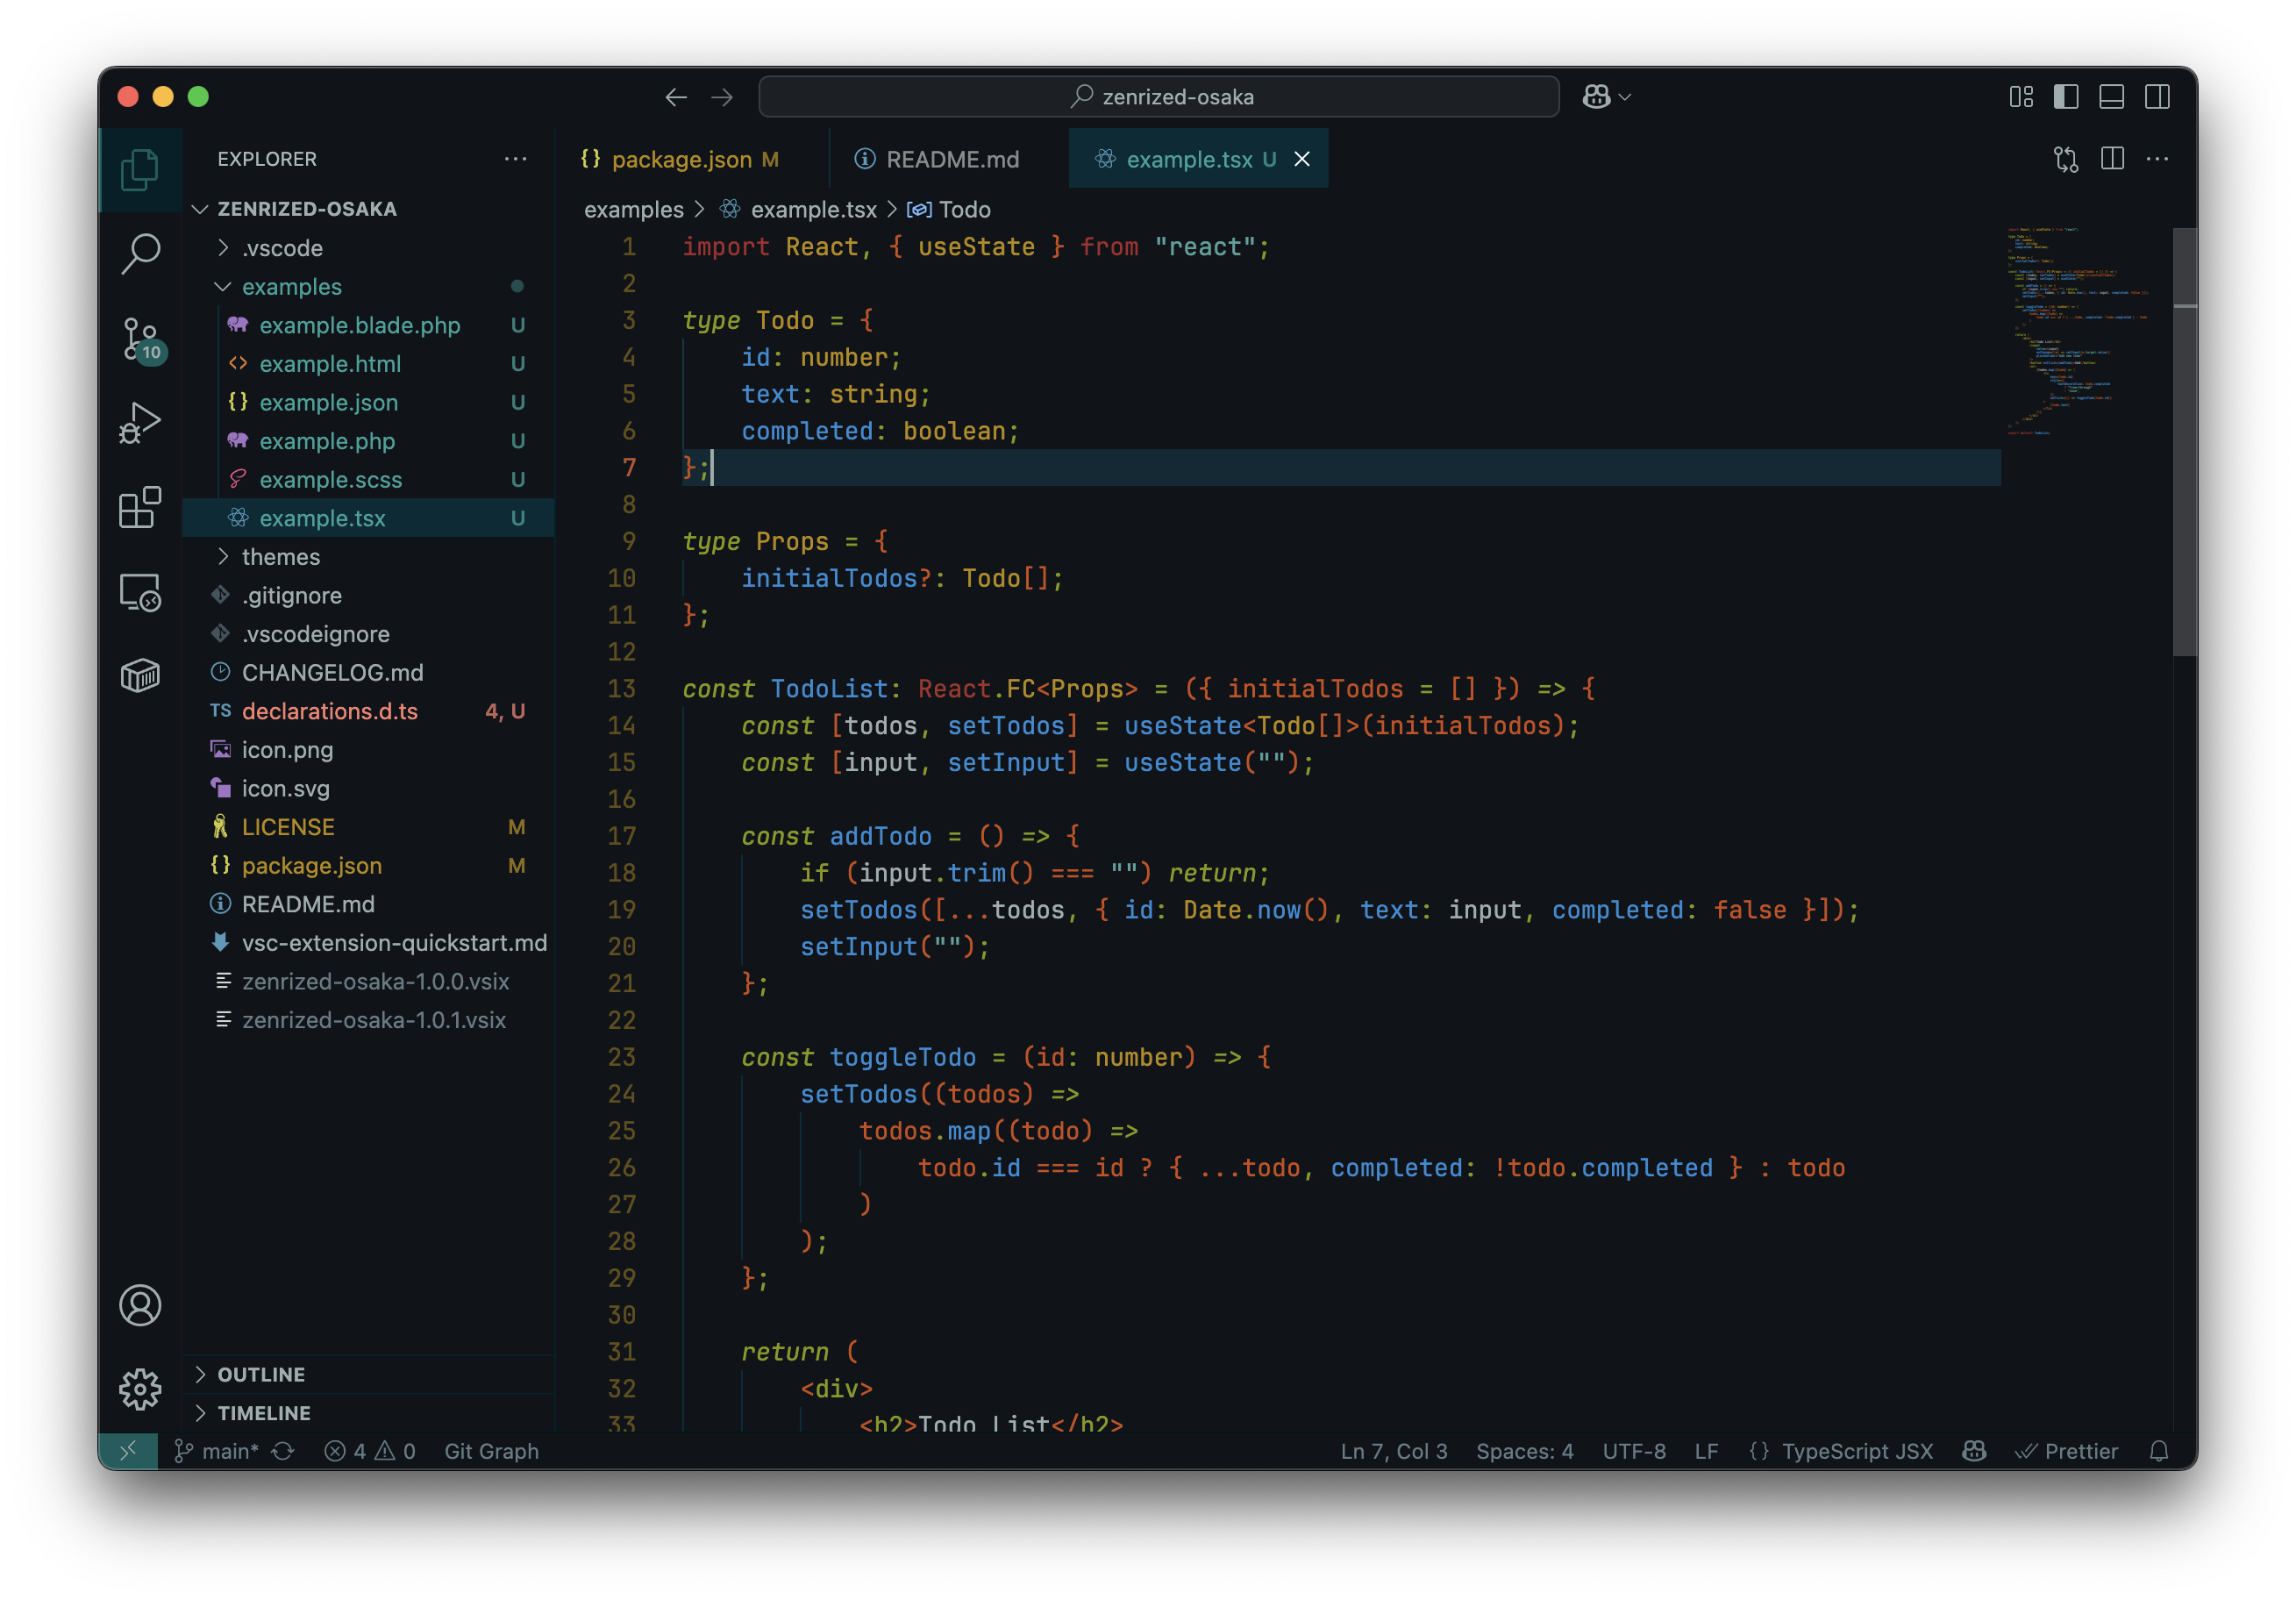 zenrized-osaka
EXPLORER
ZENRIZED-OSAKA
.vscode
examples
example.blade.php U
example.html U
example.json U
example.php U
example.scss U
example.tsx U
themes
.gitignore
.vscodeignore
CHANGELOG.md
TS declarations.d.ts 4, U
icon.png
icon.svg
LICENSE M
{} package.json M
README.md
vsc-extension-quickstart.md
zenrized-osaka-1.0.0.vsix
zenrized-osaka-1.0.1.vsix
OUTLINE
TIMELINE
10
{} package.json M
README.md
example.tsx U
examples > example.tsx > Todo
1 import React, { useState } from "react";
2
3 type Todo = {
4 id: number;
5 text: string;
6 completed: boolean;
7 };
8
9 type Props = {
10 initialTodos?: Todo[];
11 };
12
13 const TodoList: React.FC<Props> = ({ initialTodos = [] }) => {
14 const [todos, setTodos] = useState<Todo[]>(initialTodos);
15 const [input, setInput] = useState("");
16
17 const addTodo = () => {
18 if (input.trim() === "") return;
19 setTodos([...todos, { id: Date.now(), text: input, completed: false }]);
20 setInput("");
21 };
22
23 const toggleTodo = (id: number) => {
24 setTodos((todos) =>
25 todos.map((todo) =>
26 todo.id === id ? { ...todo, completed: !todo.completed } : todo
27 )
28 );
29 };
30
31 return (
32 <div>
33 <h2>Todo List</h2>
main* 4 0 Git Graph Ln 7, Col 3 Spaces: 4 UTF-8 LF {} TypeScript JSX Prettier